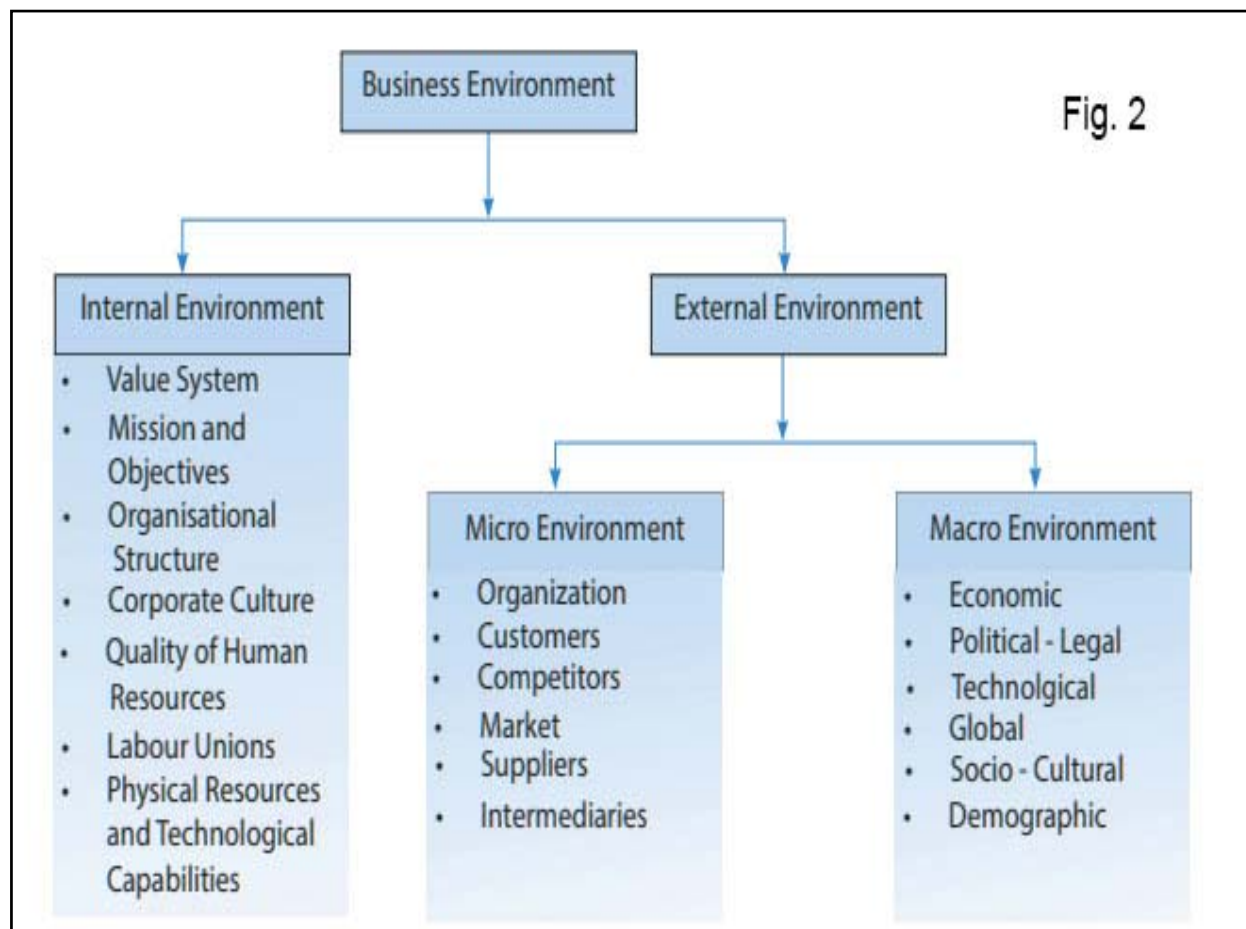 Business Environment
Fig. 2
Internal Environment
• Value System
• Mission and
Objectives
• Organisational
Structure
• Corporate Culture
• Quality of Human
Resources
• Labour Unions
• Physical Resources
and Technological
Capabilities
External Environment
Micro Environment
• Organization
• Customers
• Competitors
• Market
• Suppliers
• Intermediaries
Macro Environment
• Economic
• Political - Legal
• Technolgical
• Global
• Socio - Cultural
• Demographic